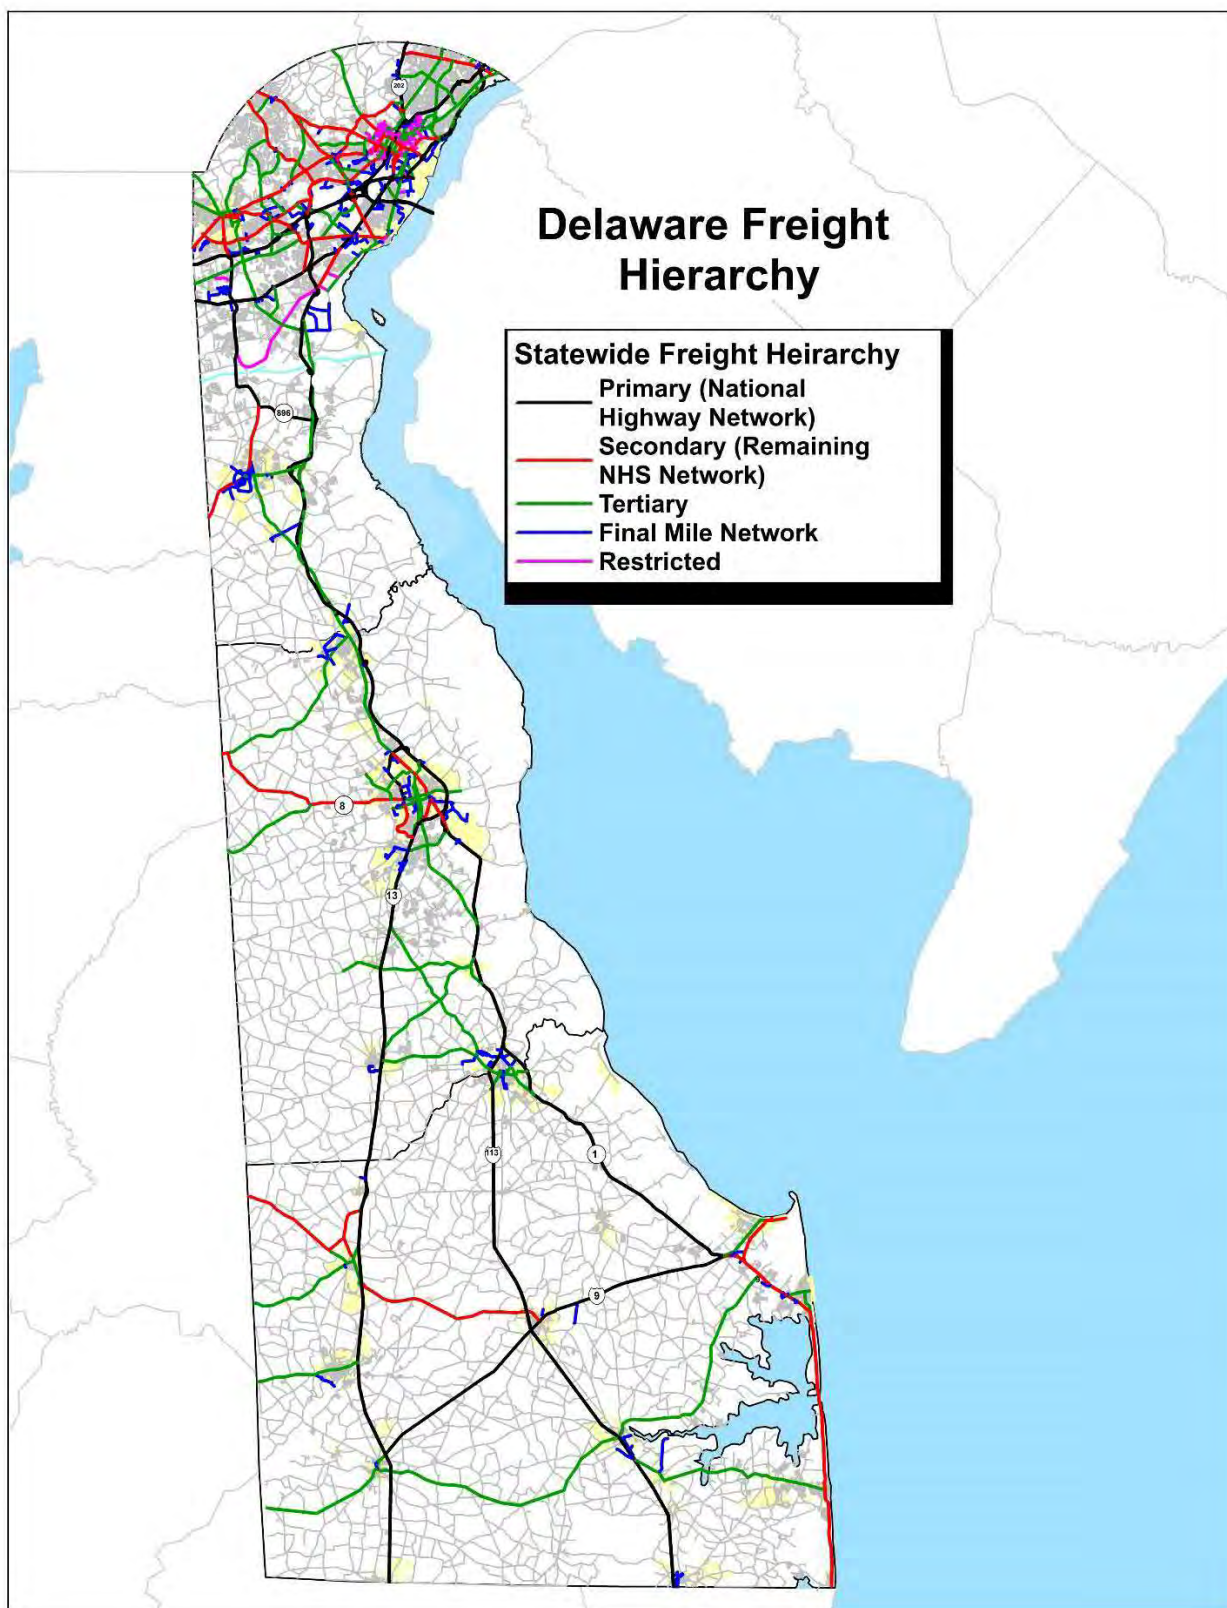 202
Delaware Freight
Hierarchy
Statewide Freight Heirarchy
Primary (National
Highway Network)
Secondary (Remaining
NHS Network)
Tertiary
Final Mile Network
Restricted
896
8
13
113
1
9